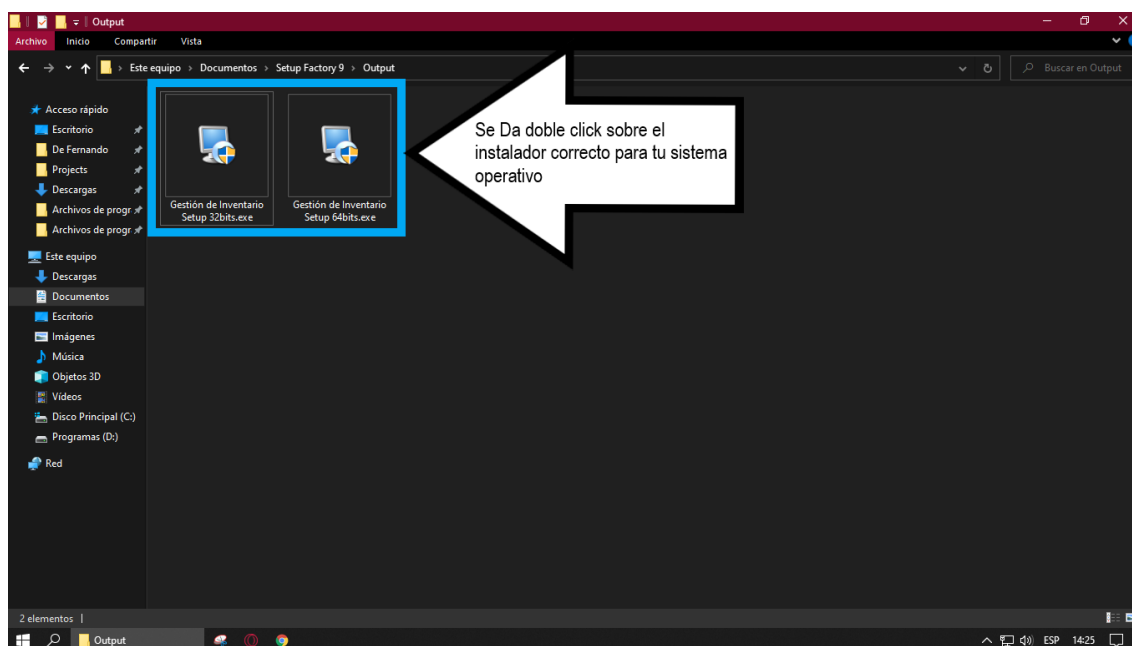 Output
Archivo Inicio Compartir Vista
Este equipo > Documentos > Setup Factory 9 > Output
Buscar en Output
Acceso rápido
Escritorio
De Fernando
Projects
Descargas
Archivos de progr
Archivos de progr
Este equipo
Descargas
Documentos
Escritorio
Imágenes
Música
Objetos 3D
Vídeos
Disco Principal (C:)
Programas (D:)
Red
Gestión de Inventario
Setup 32bits.exe
Gestión de Inventario
Setup 64bits.exe
Se Da doble click sobre el
instalador correcto para tu sistema
operativo
2 elementos
Output
ESP 14:25